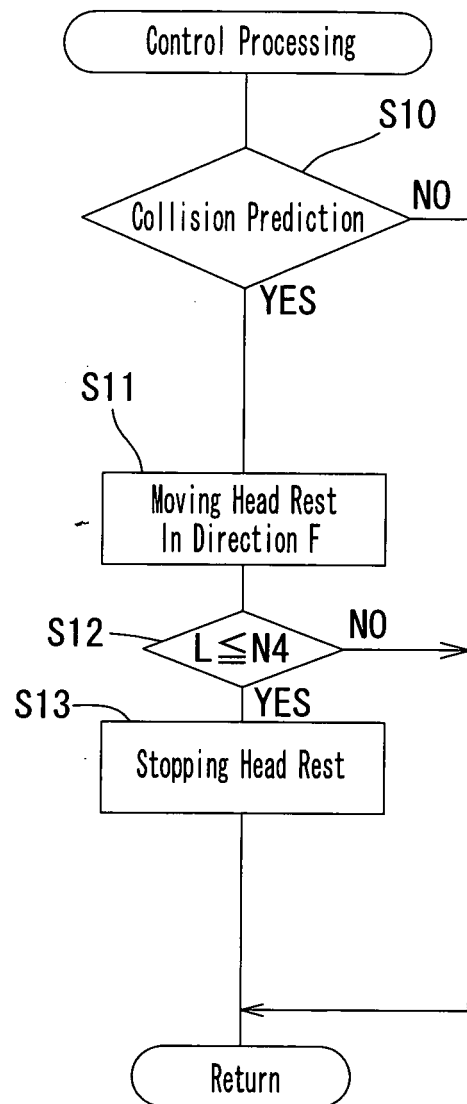 Control Processing
S10
Collision Prediction
NO
YES
S11
Moving Head Rest
In Direction F
S12
L≦N4
NO
YES
S13
Stopping Head Rest
Return